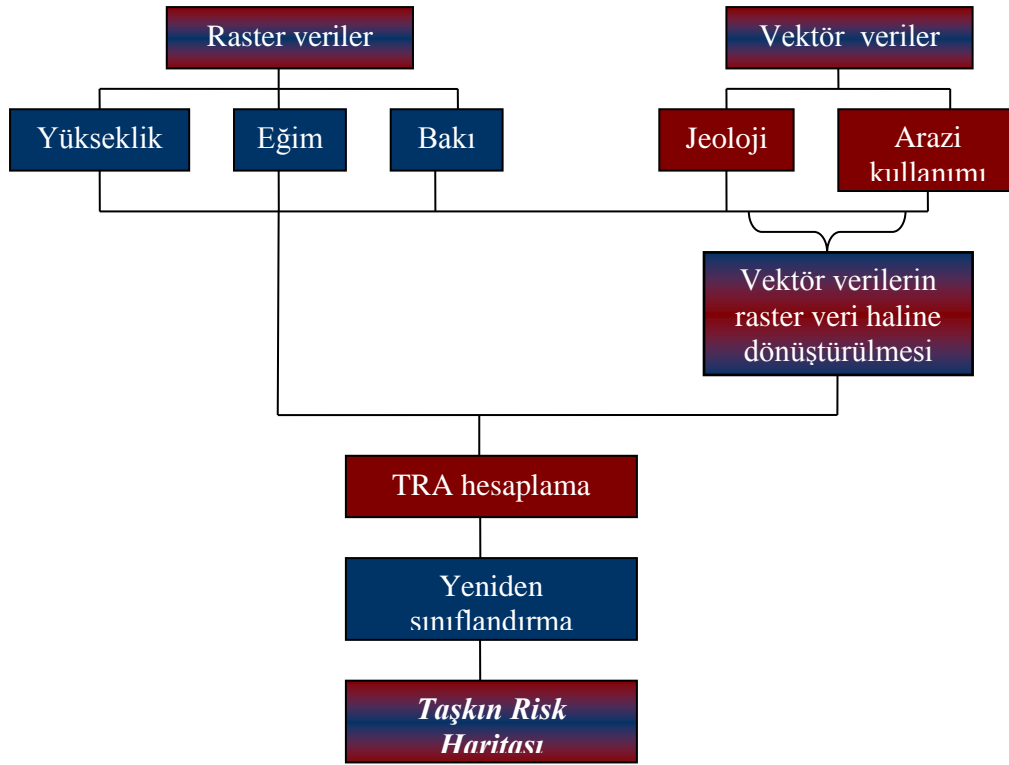 Raster veriler
Vektör veriler
Yükseklik
Eğim
Bakı
Jeoloji
Arazi
kullanımı
Vektör verilerin
raster veri haline
dönüştürülmesi
TRA hesaplama
Yeniden
sınıflandırma
Taşkın Risk
Haritası